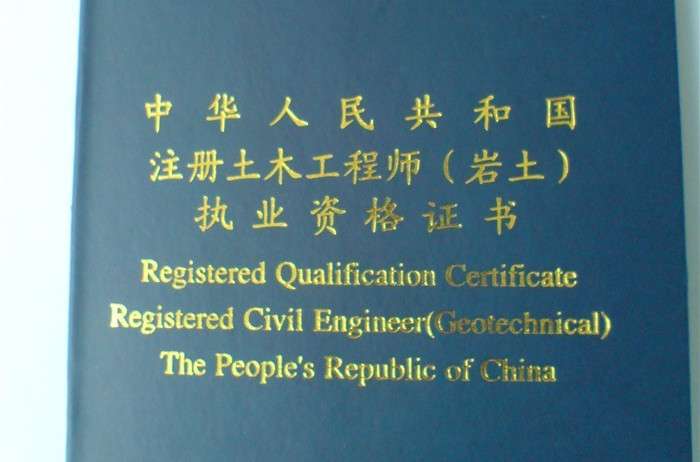 中华人民共和国
注册土木工程师（岩土）
执业资格证书
Registered Qualification Certificate
Registered Civil Engineer(Geotechnical)
The People's Republic of China